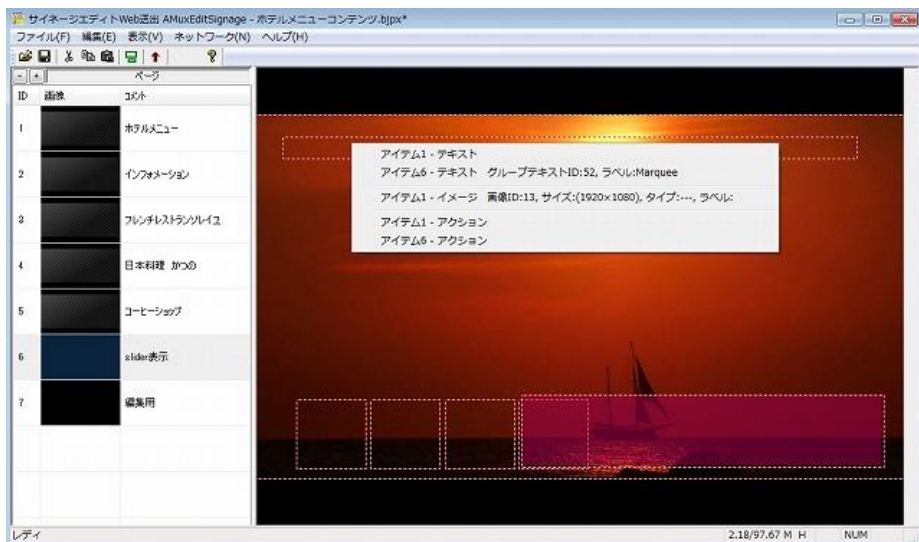 サイネージエディトWeb送出 AMuxEditSignage - ホテルメニューコンテンツ.bjpx*
ファイル(F) 編集(E) 表示(V) ネットワーク(N) ヘルプ(H)
- + ページ
ID 画像 コメント
1 ホテルメニュー
2 インフォメーション
3 フレンチレストランソレイユ
4 日本料理 かつの
5 コーヒーショップ
6 slider表示
7 編集用
アイテム1 - テキスト
アイテム6 - テキスト グループテキストID:52, ラベル:Marquee
アイテム1 - イメージ 画像ID:13, サイズ:(1920×1080), タイプ:---, ラベル:
アイテム1 - アクション
アイテム6 - アクション
レディ 2.18/97.67 M H NUM